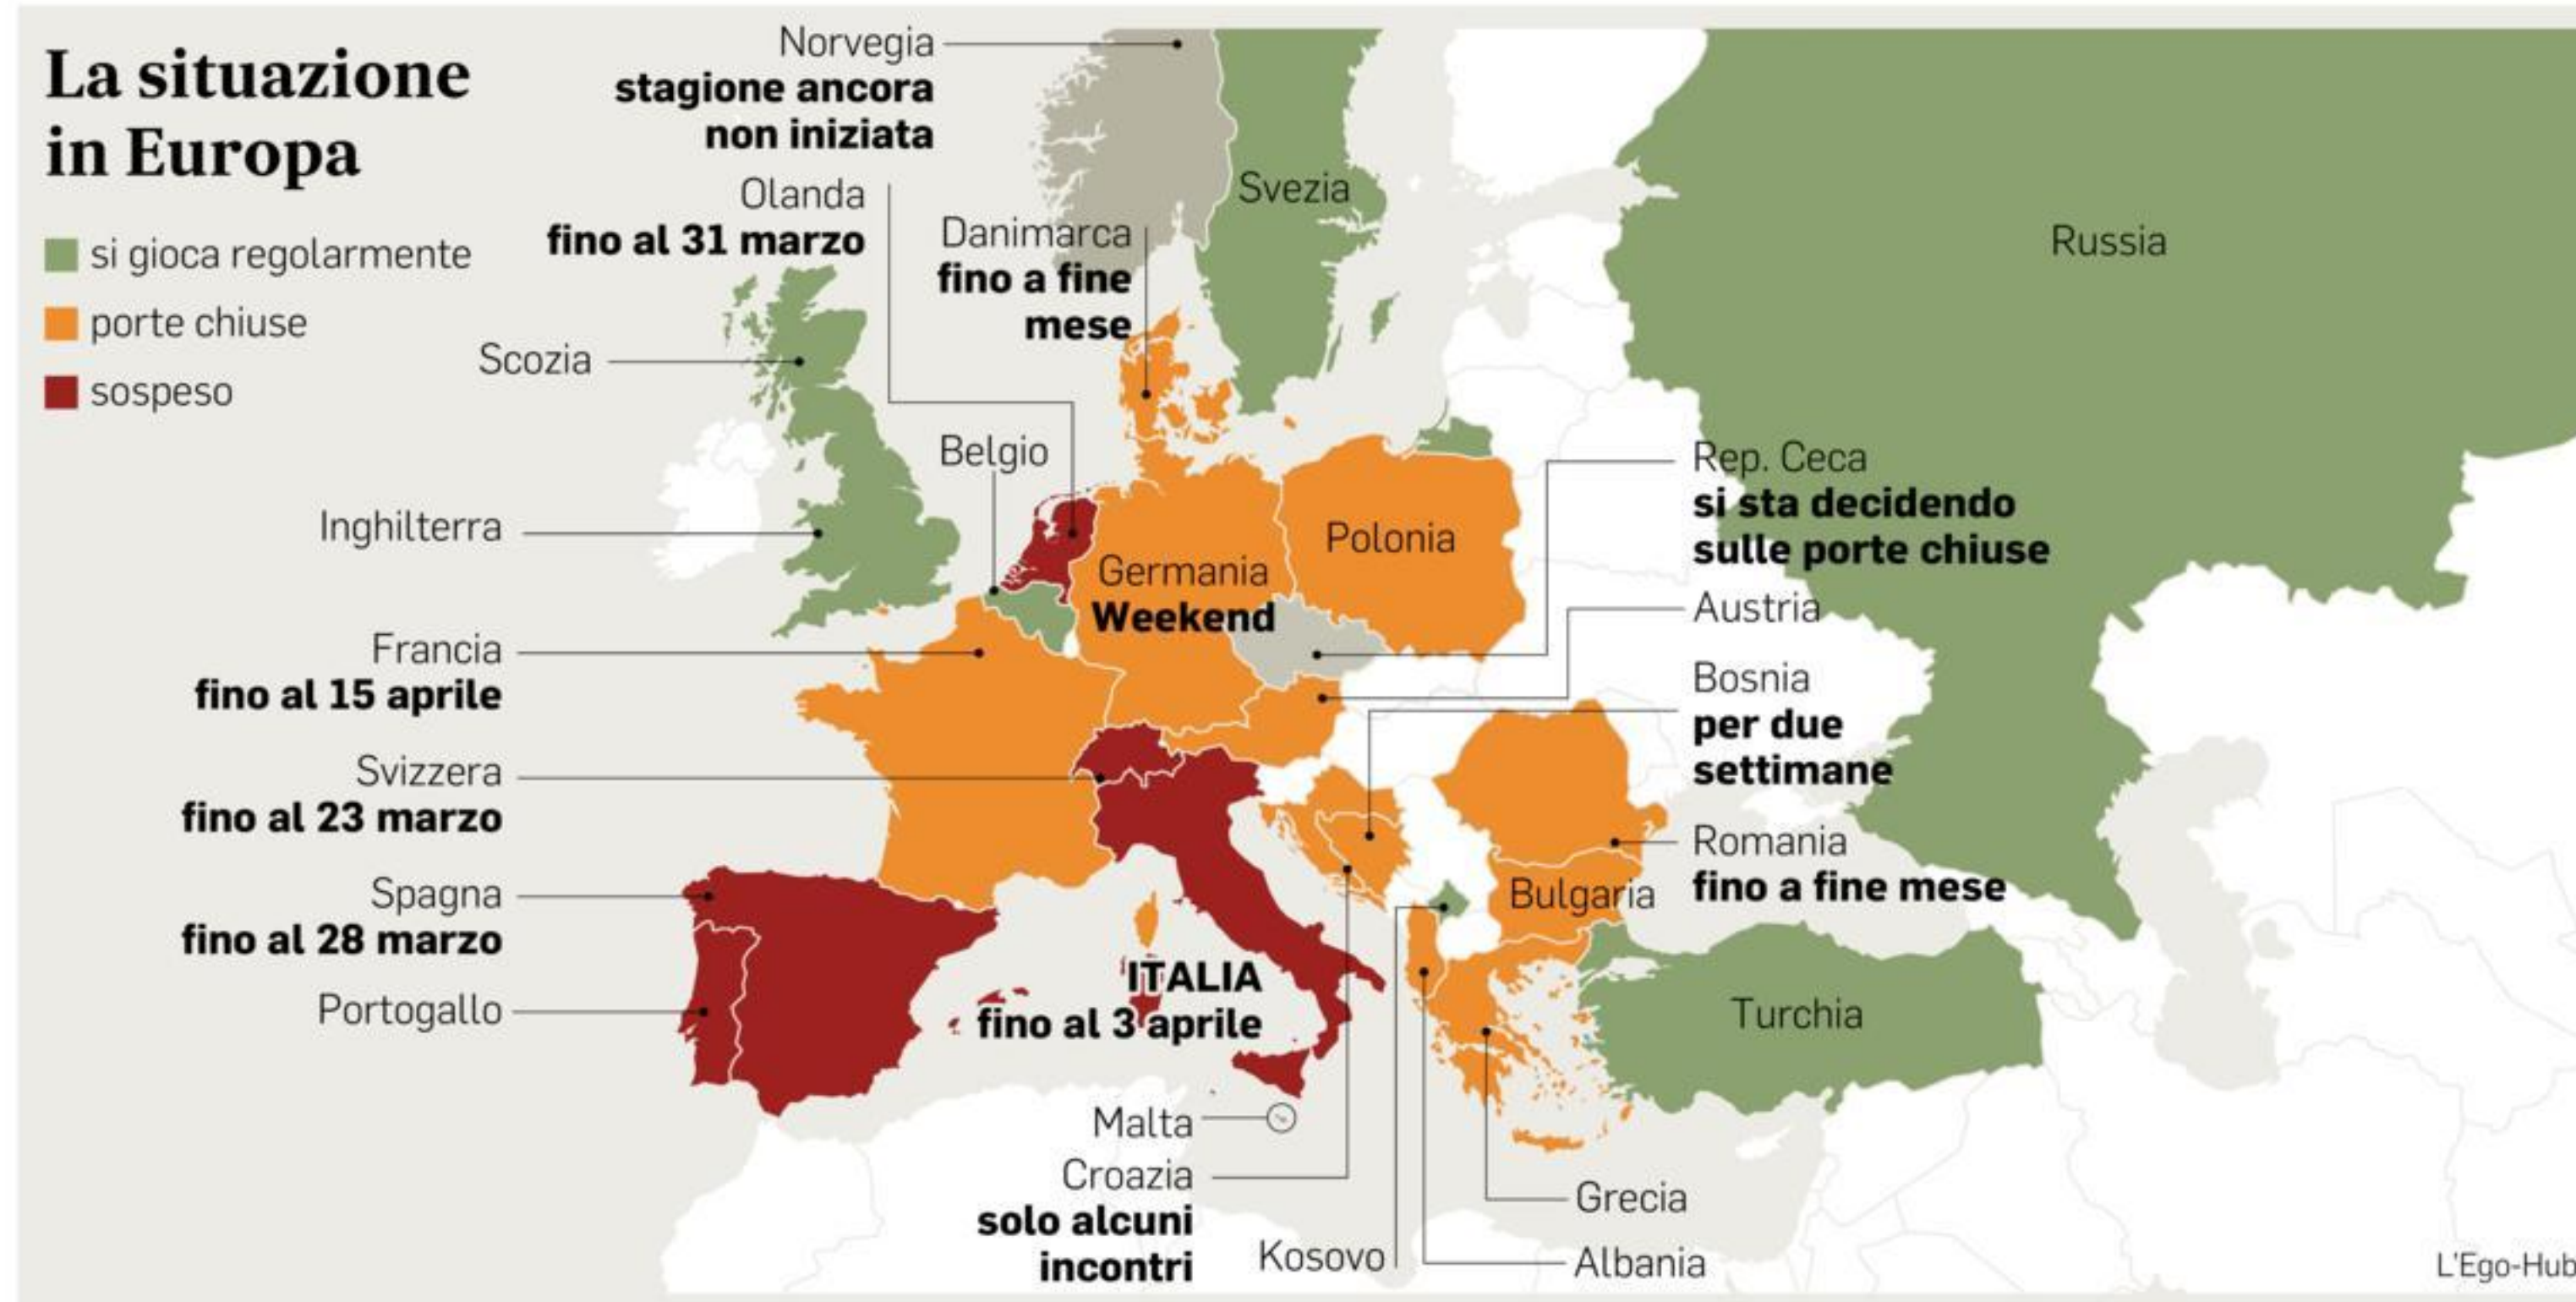 La situazione
in Europa
si gioca regolarmente
porte chiuse
sospeso
Norvegia
stagione ancora
non iniziata
Olanda
fino al 31 marzo
Danimarca
fino a fine
mese
Svezia
Russia
Scozia
Belgio
Inghilterra
Germania
Weekend
Polonia
Rep. Ceca
si sta decidendo
sulle porte chiuse
Austria
Francia
fino al 15 aprile
Bosnia
per due
settimane
Svizzera
fino al 23 marzo
Romania
fino a fine mese
Bulgaria
Spagna
fino al 28 marzo
ITALIA
fino al 3 aprile
Portogallo
Turchia
Malta
Croazia
solo alcuni
incontri
Kosovo
Grecia
Albania
L'Ego-Hub